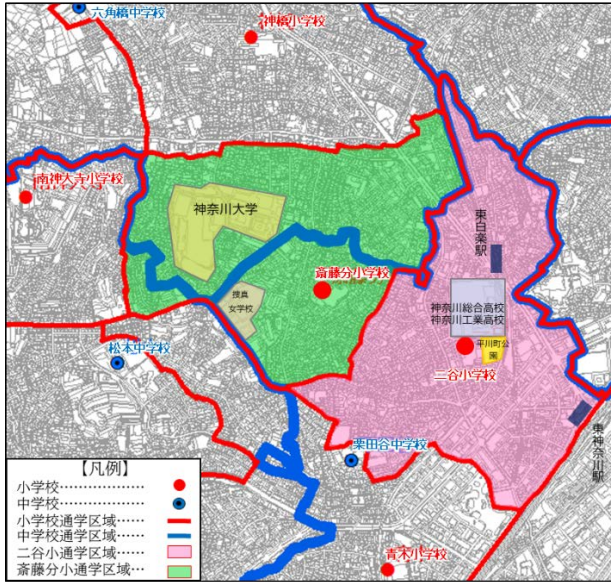 六角橋中学校
神橋小学校
南神大寺小学校
神奈川大学
東白楽駅
斎藤分小学校
捜真
女学校
神奈川総合高校
神奈川工業高校
平川町公
園
二谷小学校
松本中学校
東神奈川駅
栗田谷中学校
青木小学校
【凡例】
小学校………………
中学校………………
小学校通学区域……
中学校通学区域……
二谷小通学区域……
斎藤分小通学区域…